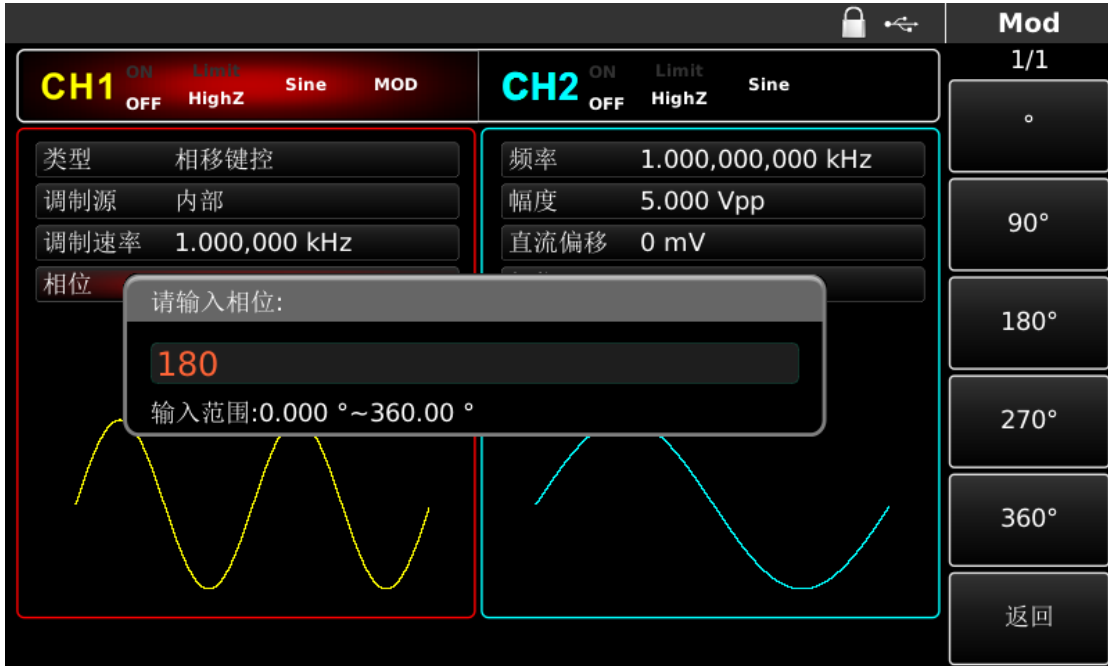 Mod
1/1
CH1 ON OFF Limit HighZ Sine MOD
CH2 ON OFF Limit HighZ Sine
类型 相移键控
调制源 内部
调制速率 1.000,000 kHz
相位
频率 1.000,000,000 kHz
幅度 5.000 Vpp
直流偏移 0 mV
请输入相位:
180
输入范围:0.000 °~360.00 °
°
90°
180°
270°
360°
返回